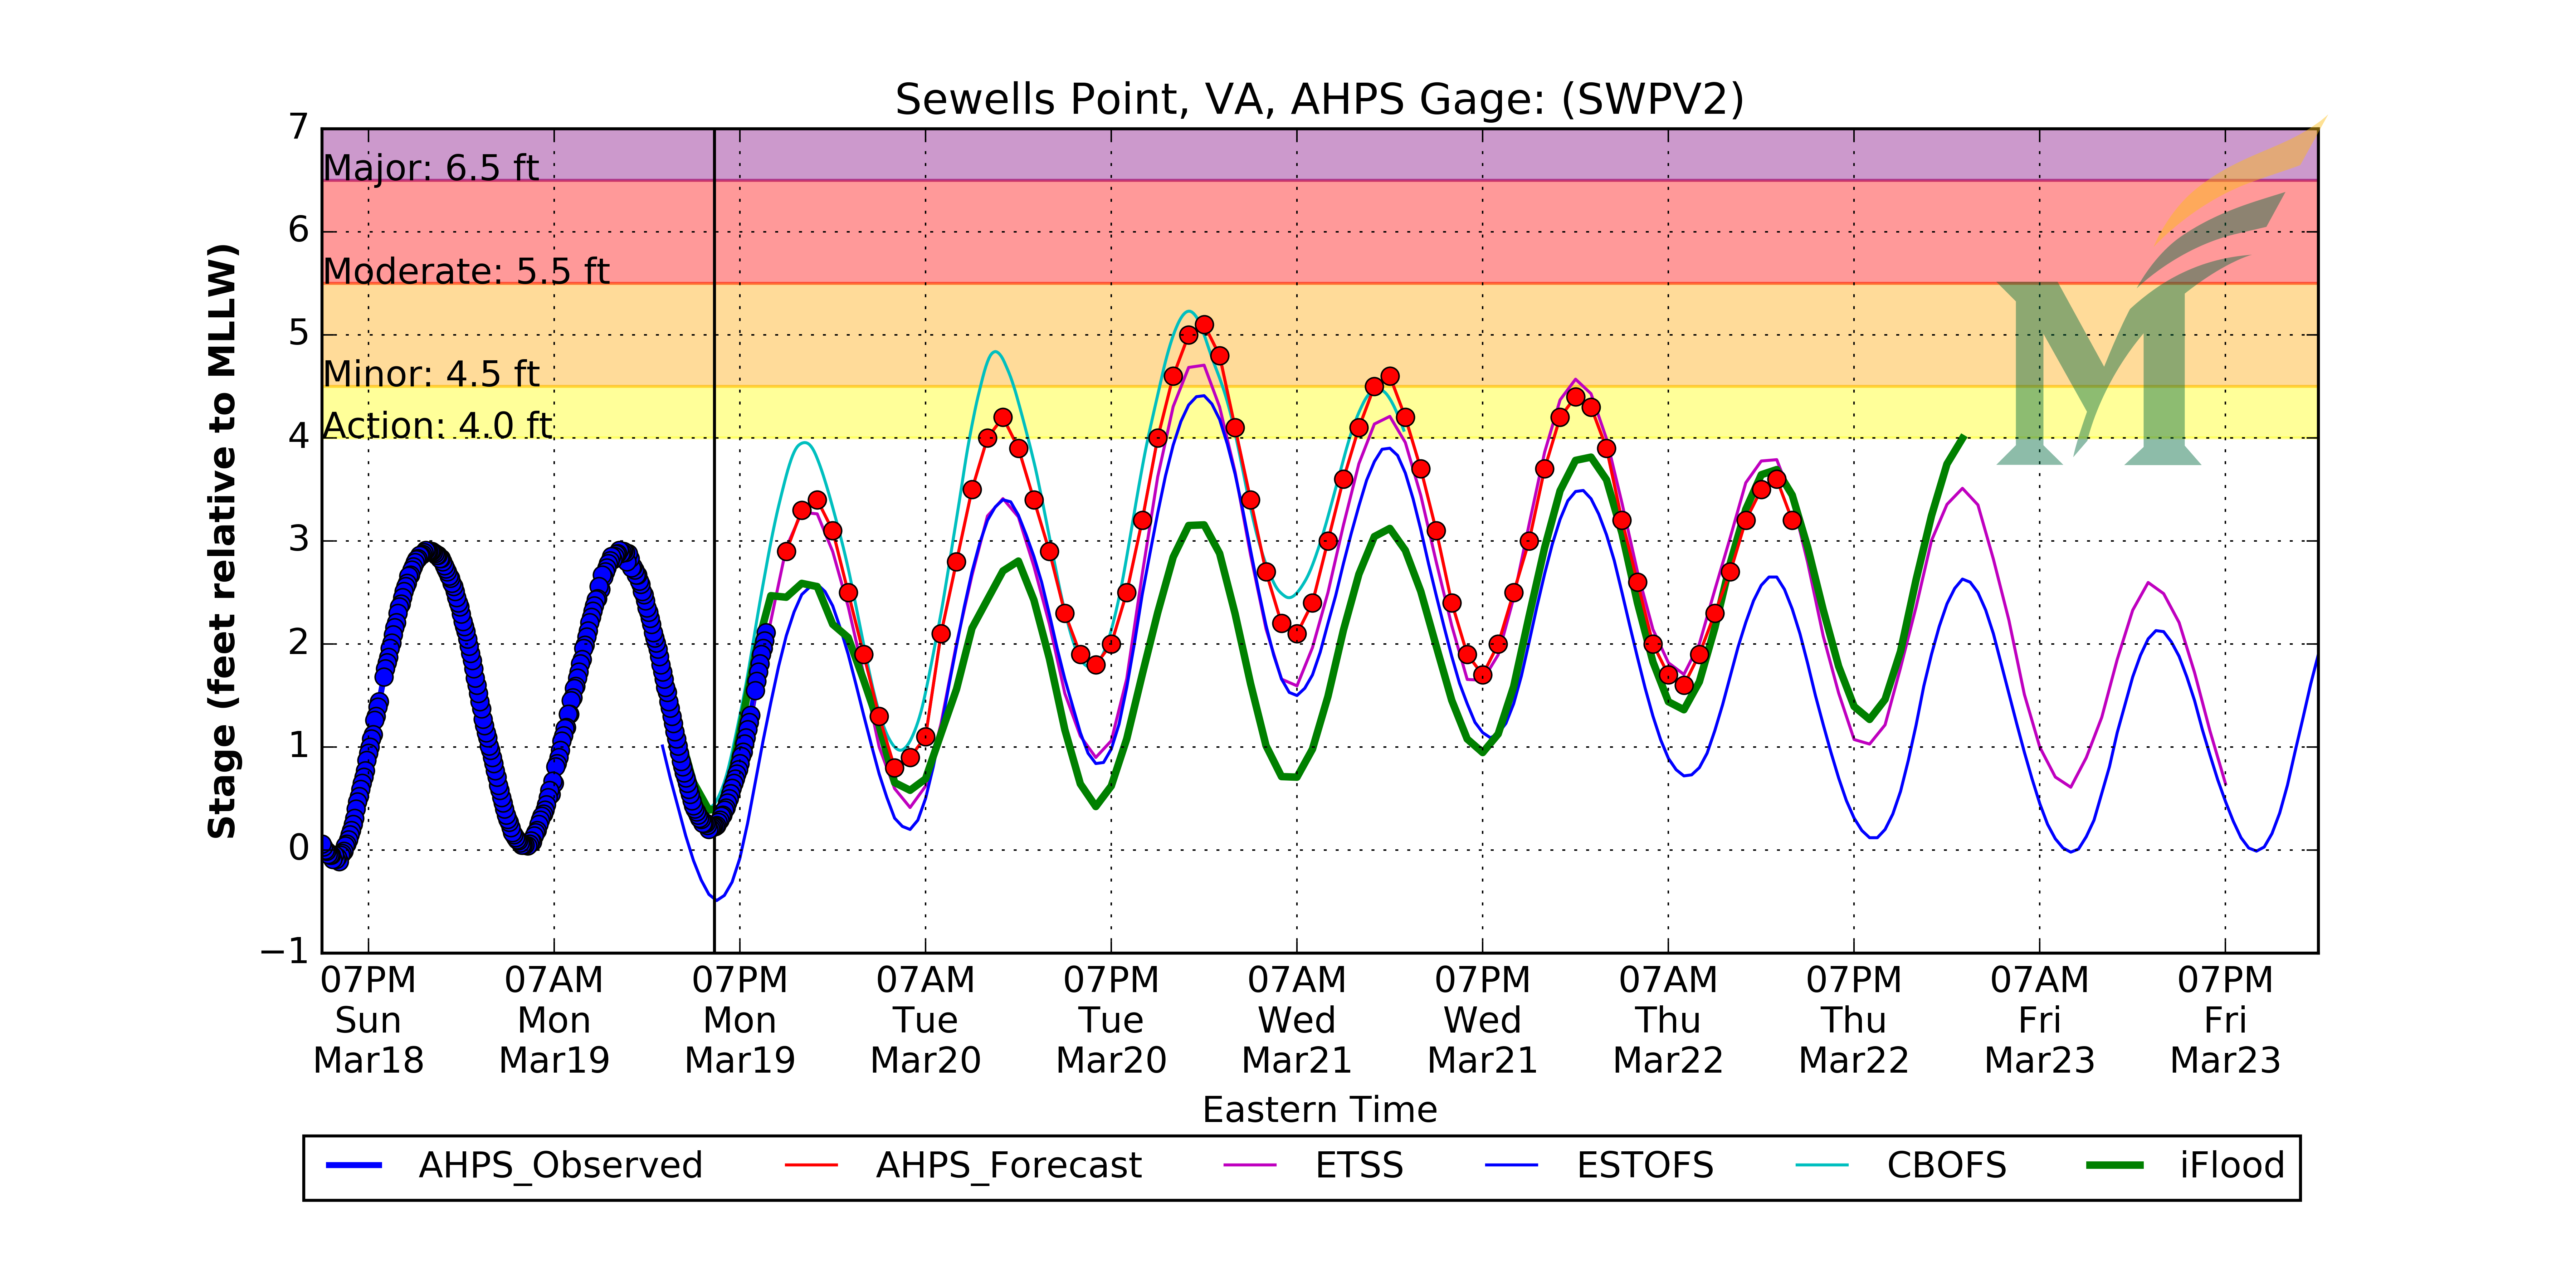 Sewells Point, VA, AHPS Gage: (SWPV2)
7
Major: 6.5 ft
6
Moderate: 5.5 ft
5
Minor: 4.5 ft
Action: 4.0 ft
4
3
2
1
0
−1
Stage (feet relative to MLLW)
07PM 07AM 07PM 07AM 07PM 07AM 07PM 07AM 07PM 07AM 07PM
Sun Mon Mon Tue Tue Wed Wed Thu Thu Fri Fri
Mar18 Mar19 Mar19 Mar20 Mar20 Mar21 Mar21 Mar22 Mar22 Mar23 Mar23
Eastern Time
AHPS_Observed AHPS_Forecast ETSS ESTOFS CBOFS iFlood
M